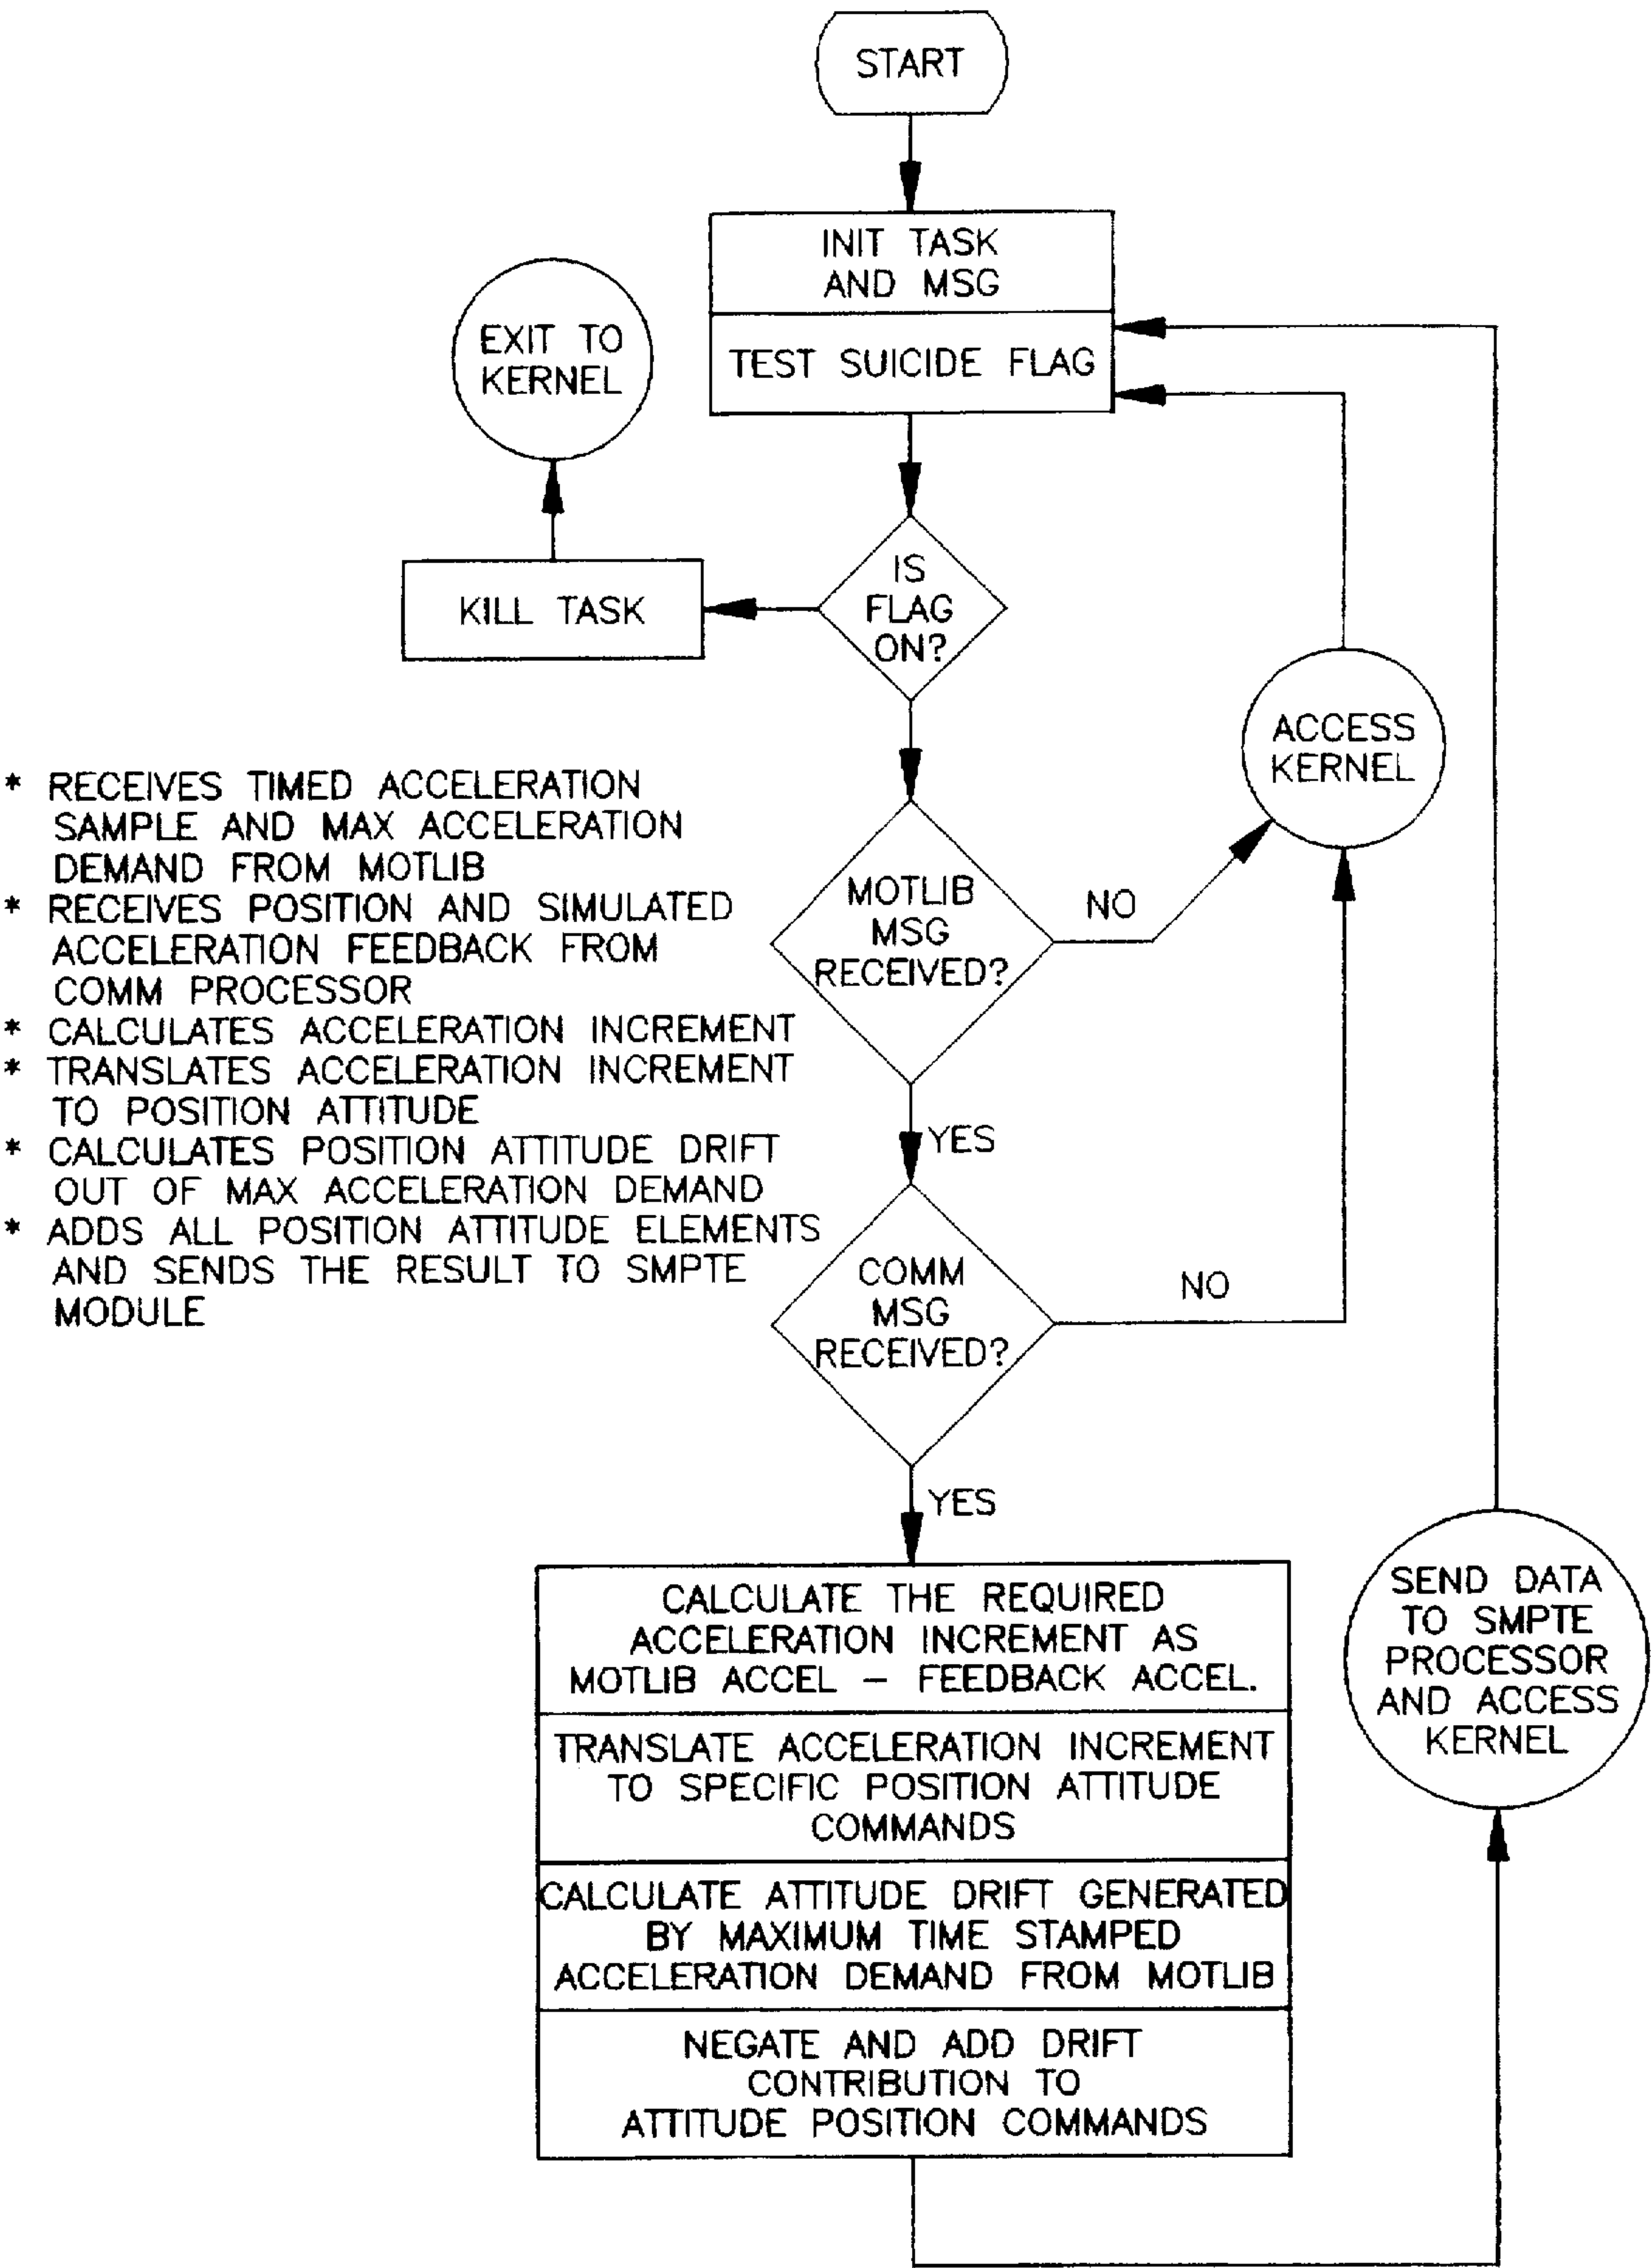 START
INIT TASK
AND MSG
TEST SUICIDE FLAG
EXIT TO
KERNEL
KILL TASK
IS
FLAG
ON?
ACCESS
KERNEL
* RECEIVES TIMED ACCELERATION
SAMPLE AND MAX ACCELERATION
DEMAND FROM MOTLIB
* RECEIVES POSITION AND SIMULATED
ACCELERATION FEEDBACK FROM
COMM PROCESSOR
* CALCULATES ACCELERATION INCREMENT
* TRANSLATES ACCELERATION INCREMENT
TO POSITION ATTITUDE
* CALCULATES POSITION ATTITUDE DRIFT
OUT OF MAX ACCELERATION DEMAND
* ADDS ALL POSITION ATTITUDE ELEMENTS
AND SENDS THE RESULT TO SMPTE
MODULE
MOTLIB
MSG
RECEIVED?
NO
YES
COMM
MSG
RECEIVED?
NO
YES
CALCULATE THE REQUIRED
ACCELERATION INCREMENT AS
MOTLIB ACCEL – FEEDBACK ACCEL.
TRANSLATE ACCELERATION INCREMENT
TO SPECIFIC POSITION ATTITUDE
COMMANDS
CALCULATE ATTITUDE DRIFT GENERATED
BY MAXIMUM TIME STAMPED
ACCELERATION DEMAND FROM MOTLIB
NEGATE AND ADD DRIFT
CONTRIBUTION TO
ATTITUDE POSITION COMMANDS
SEND DATA
TO SMPTE
PROCESSOR
AND ACCESS
KERNEL